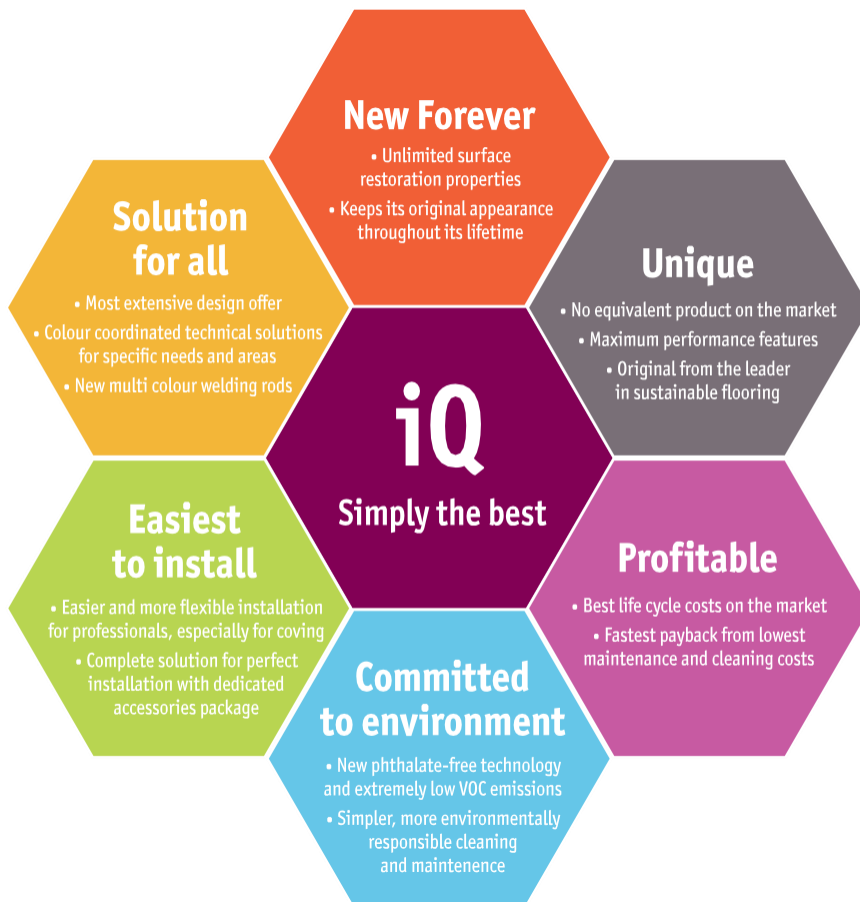 New Forever
• Unlimited surface
restoration properties
• Keeps its original appearance
throughout its lifetime
Solution
for all
• Most extensive design offer
• Colour coordinated technical solutions
for specific needs and areas
• New multi colour welding rods
Unique
• No equivalent product on the market
• Maximum performance features
• Original from the leader
in sustainable flooring
iQ
Simply the best
Easiest
to install
• Easier and more flexible installation
for professionals, especially for coving
• Complete solution for perfect
installation with dedicated
accessories package
Profitable
• Best life cycle costs on the market
• Fastest payback from lowest
maintenance and cleaning costs
Committed
to environment
• New phthalate-free technology
and extremely low VOC emissions
• Simpler, more environmentally
responsible cleaning
and maintenence